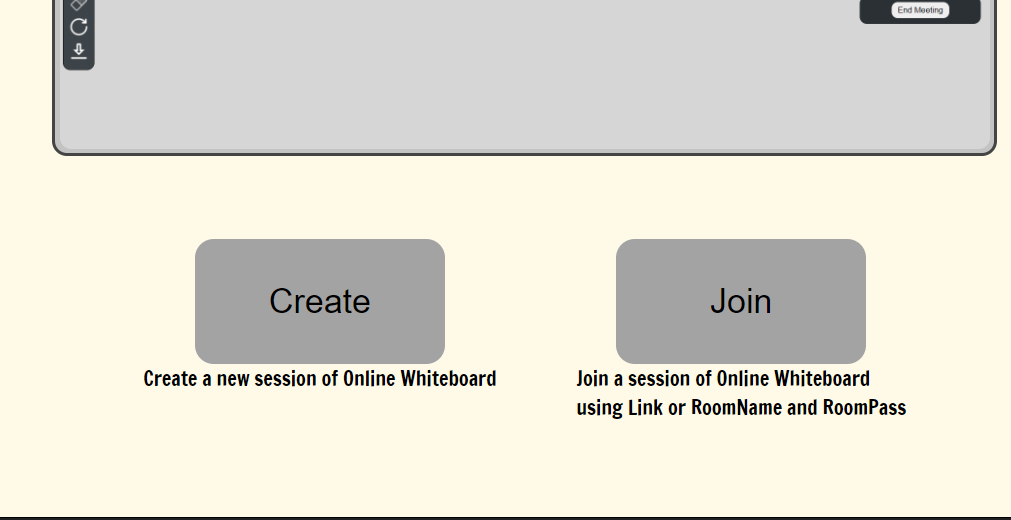 End Meeting
Create
Join
Create a new session of Online Whiteboard
Join a session of Online Whiteboard
using Link or RoomName and RoomPass